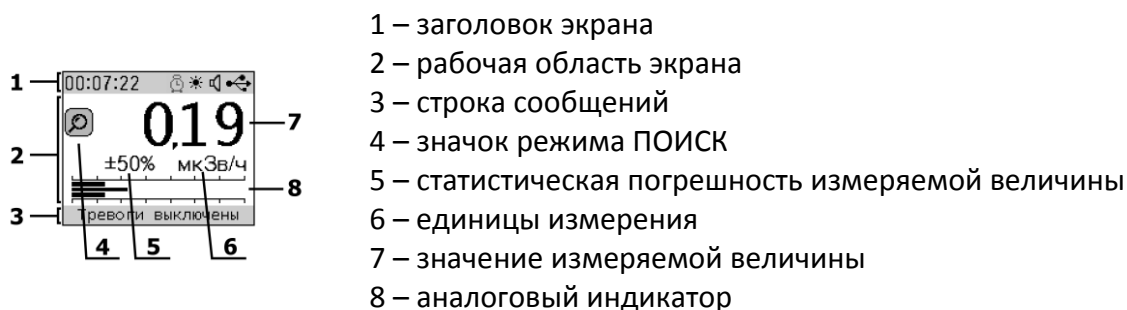 1 – заголовок экрана
2 – рабочая область экрана
3 – строка сообщений
4 – значок режима ПОИСК
5 – статистическая погрешность измеряемой величины
6 – единицы измерения
7 – значение измеряемой величины
8 – аналоговый индикатор
1
00:07:22
2
0,19
7
±50% мкЗв/ч
8
3
Тревоги выключены
4 5 6